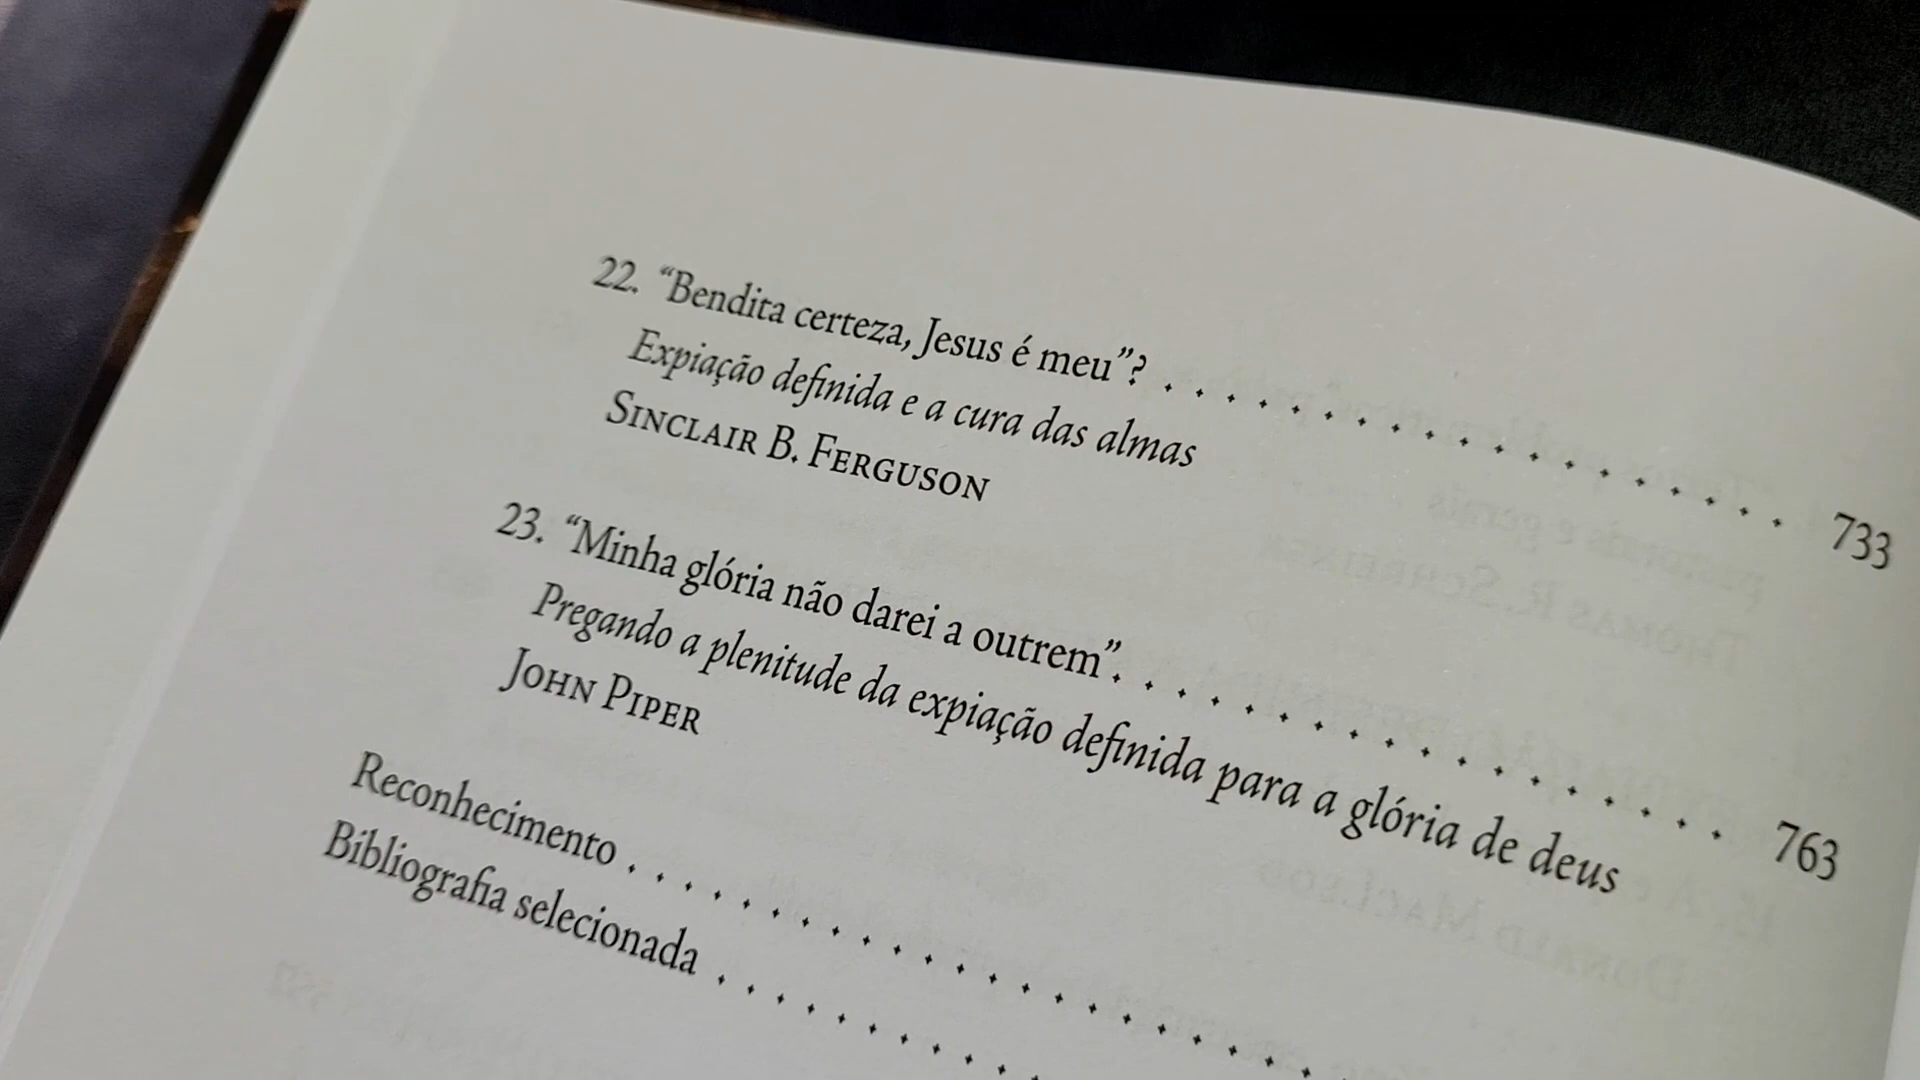 22. “Bendita certeza, Jesus é meu”? . . . . . . . . . . . . . . . . . . . 733
Expiação definida e a cura das almas
Sinclair B. Ferguson
23. “Minha glória não darei a outrem”. . . . . . . . . . . . . . . . . . . 763
Pregando a plenitude da expiação definida para a glória de deus
John Piper
Reconhecimento . . . . . . . . . . . . . . . . . . . . .
Bibliografia selecionada . . . . . . . . . . .